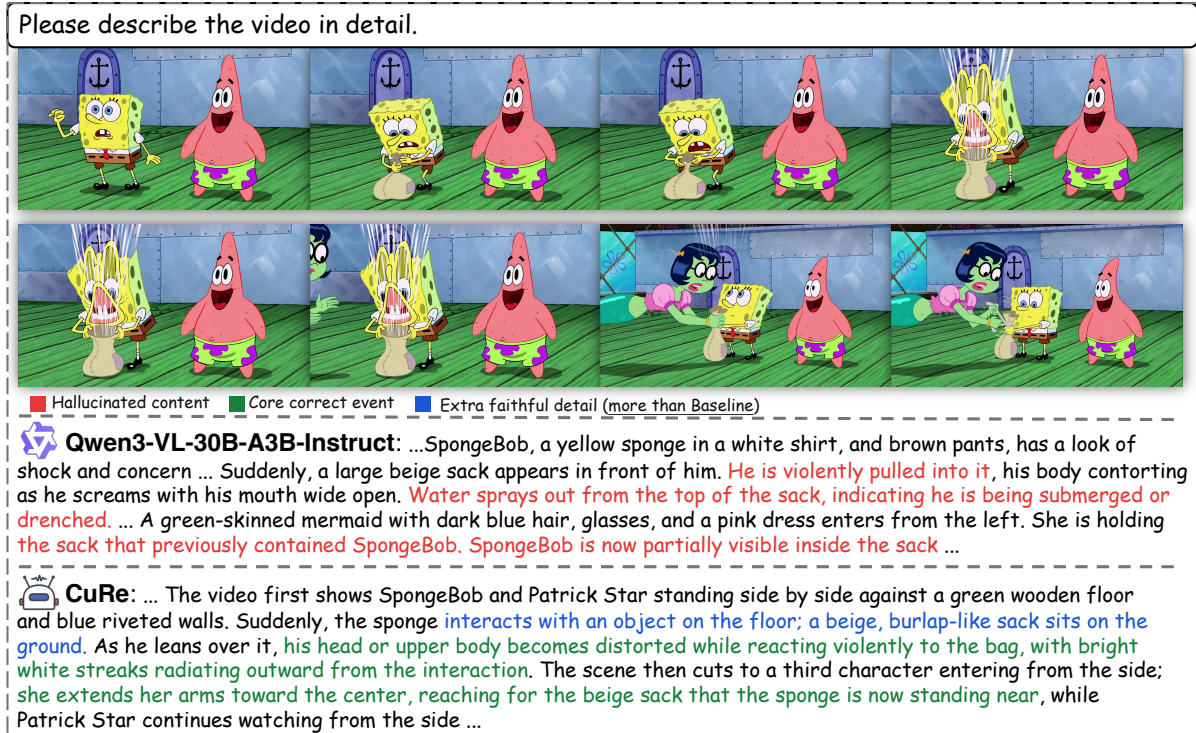 Please describe the video in detail.
Hallucinated content Core correct event Extra faithful detail (more than Baseline)
Qwen3-VL-30B-A3B-Instruct: ...SpongeBob, a yellow sponge in a white shirt, and brown pants, has a look of
shock and concern ... Suddenly, a large beige sack appears in front of him. He is violently pulled into it, his body contorting
as he screams with his mouth wide open. Water sprays out from the top of the sack, indicating he is being submerged or
drenched. ... A green-skinned mermaid with dark blue hair, glasses, and a pink dress enters from the left. She is holding
the sack that previously contained SpongeBob. SpongeBob is now partially visible inside the sack ...
CuRe: ... The video first shows SpongeBob and Patrick Star standing side by side against a green wooden floor
and blue riveted walls. Suddenly, the sponge interacts with an object on the floor; a beige, burlap-like sack sits on the
ground. As he leans over it, his head or upper body becomes distorted while reacting violently to the bag, with bright
white streaks radiating outward from the interaction. The scene then cuts to a third character entering from the side;
she extends her arms toward the center, reaching for the beige sack that the sponge is now standing near, while
Patrick Star continues watching from the side ...